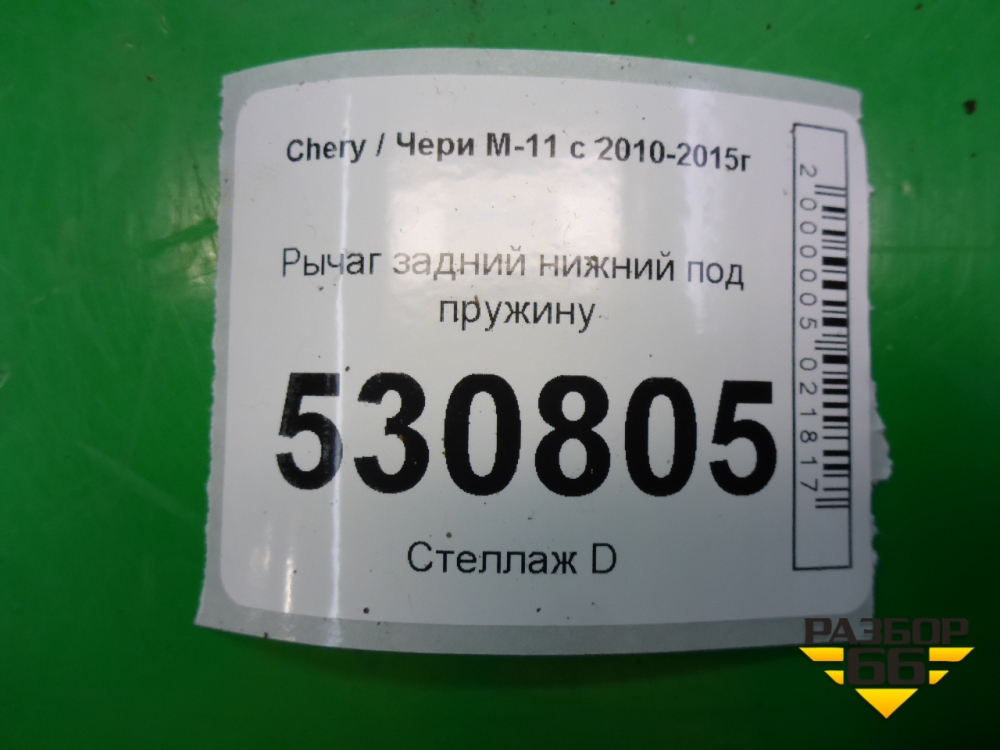 Chery / Чери М-11 с 2010-2015г
Рычаг задний нижний под
пружину
530805
Стеллаж D
2000005021817
РАЗБОР
66